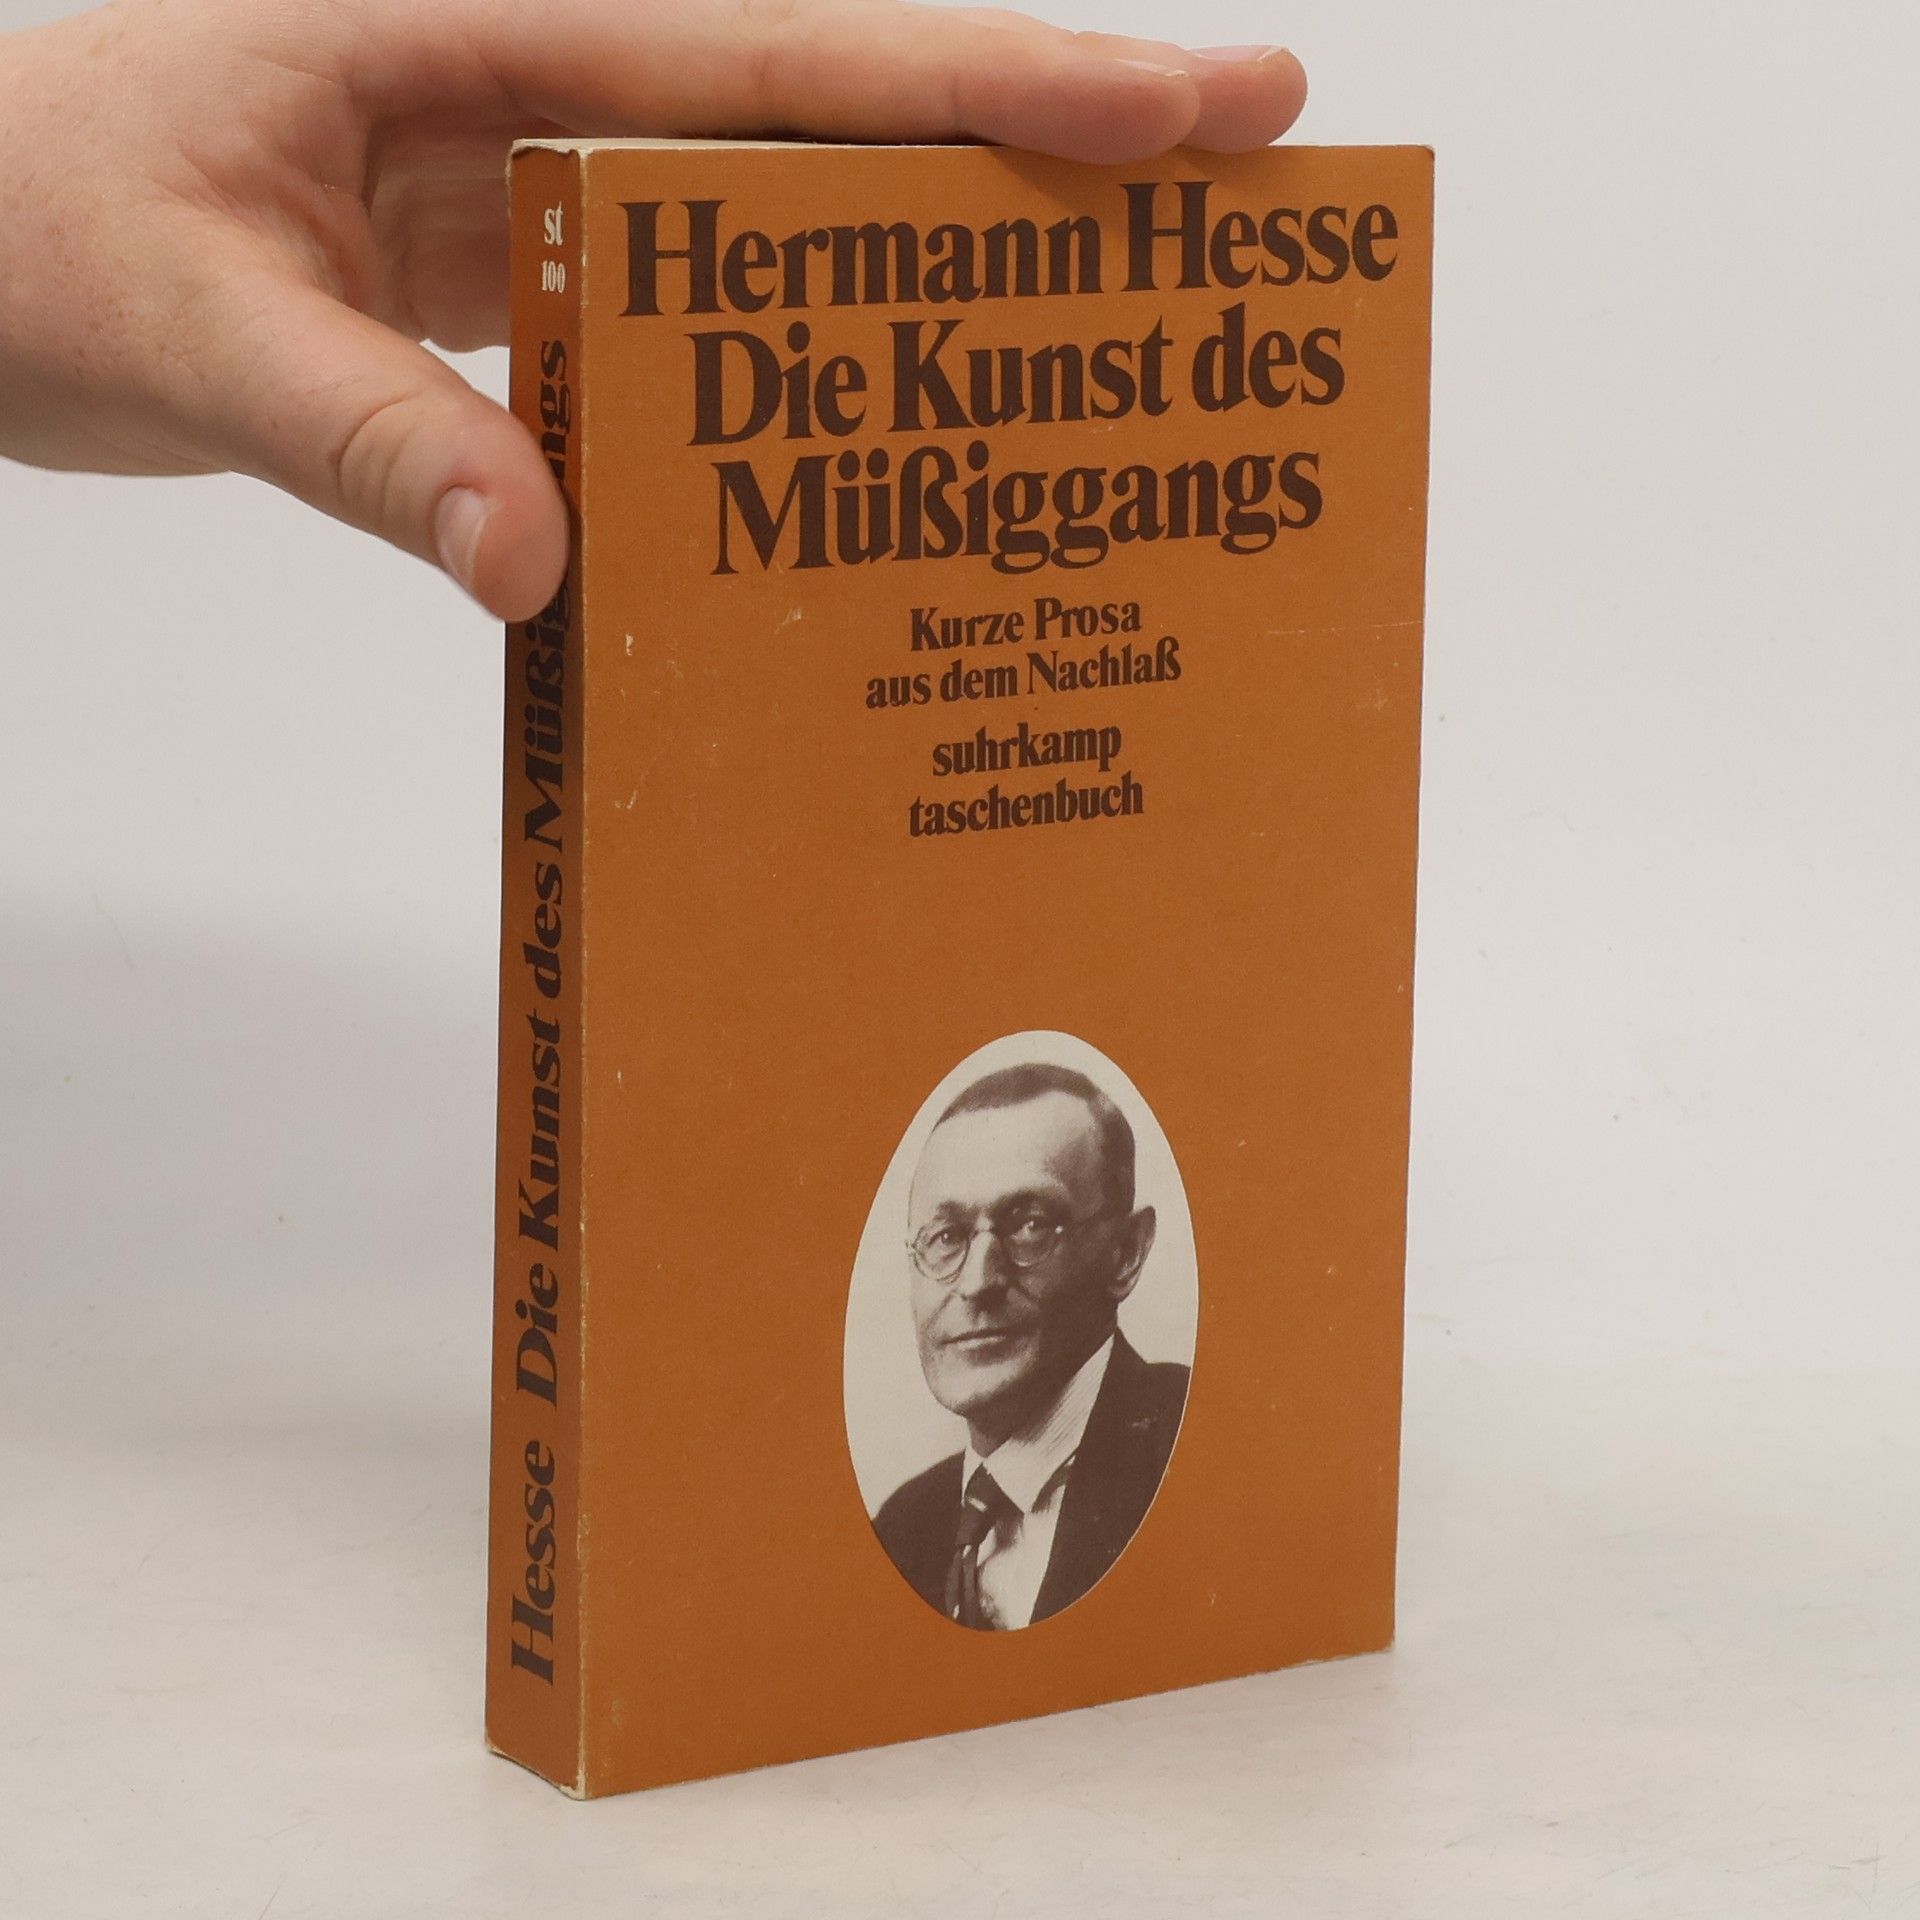 st
100
Hesse Die Kunst des Müßiggangs
Hermann Hesse
Die Kunst des
Müßiggangs
Kurze Prosa
aus dem Nachlaß
suhrkamp
taschenbuch